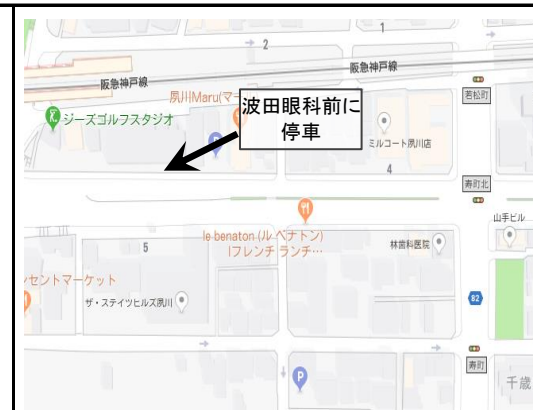 1
2
阪急神戸線
阪急神戸線
夙川Maru(マー
波田眼科前に
停車
若松町
ジーズゴルフスタジオ
P
ミルコート夙川店
4
寿町北
山手ビル
le benaton (ル ベナトン)
(フレンチ ランチ…
林歯科医院
5
ンセントマーケット
82
ザ・ステイツヒルズ夙川
寿町
P
千歳